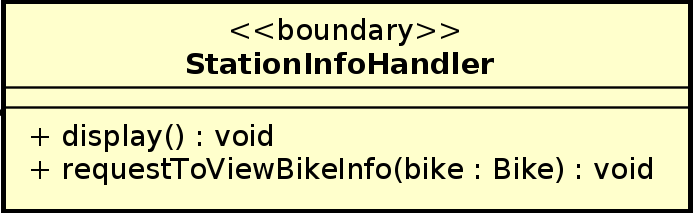 <<boundary>>
StationInfoHandler
+ display() : void
+ requestToViewBikeInfo(bike : Bike) : void